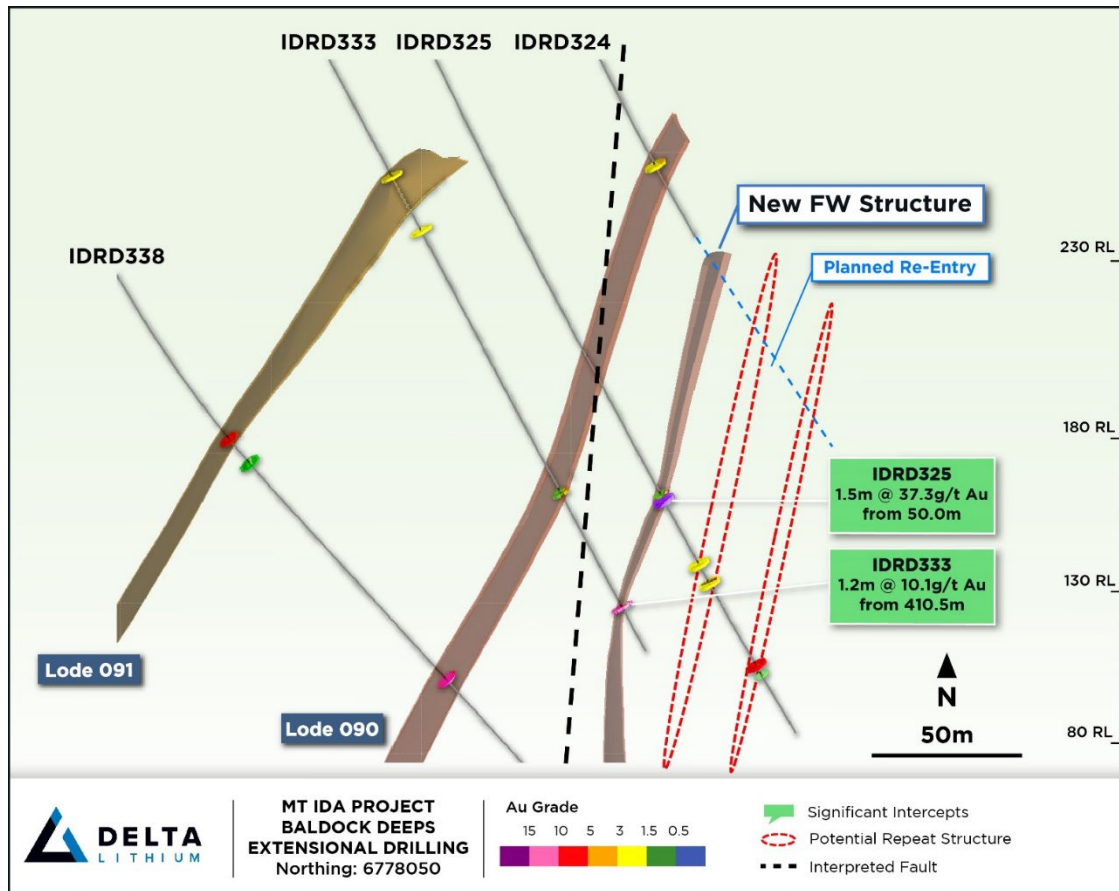 IDRD333 IDRD325 IDRD324
New FW Structure
IDRD338
230 RL
Planned Re-Entry
180 RL
IDRD325
1.5m @ 37.3g/t Au
from 50.0m
IDRD333
1.2m @ 10.1g/t Au
from 410.5m
130 RL
Lode 091
N
Lode 090
50m
80 RL
DELTA
LITHIUM
MT IDA PROJECT
BALDOCK DEEPS
EXTENSIONAL DRILLING
Northing: 6778050
Au Grade
15 10 5 3 1.5 0.5
Significant Intercepts
Potential Repeat Structure
Interpreted Fault